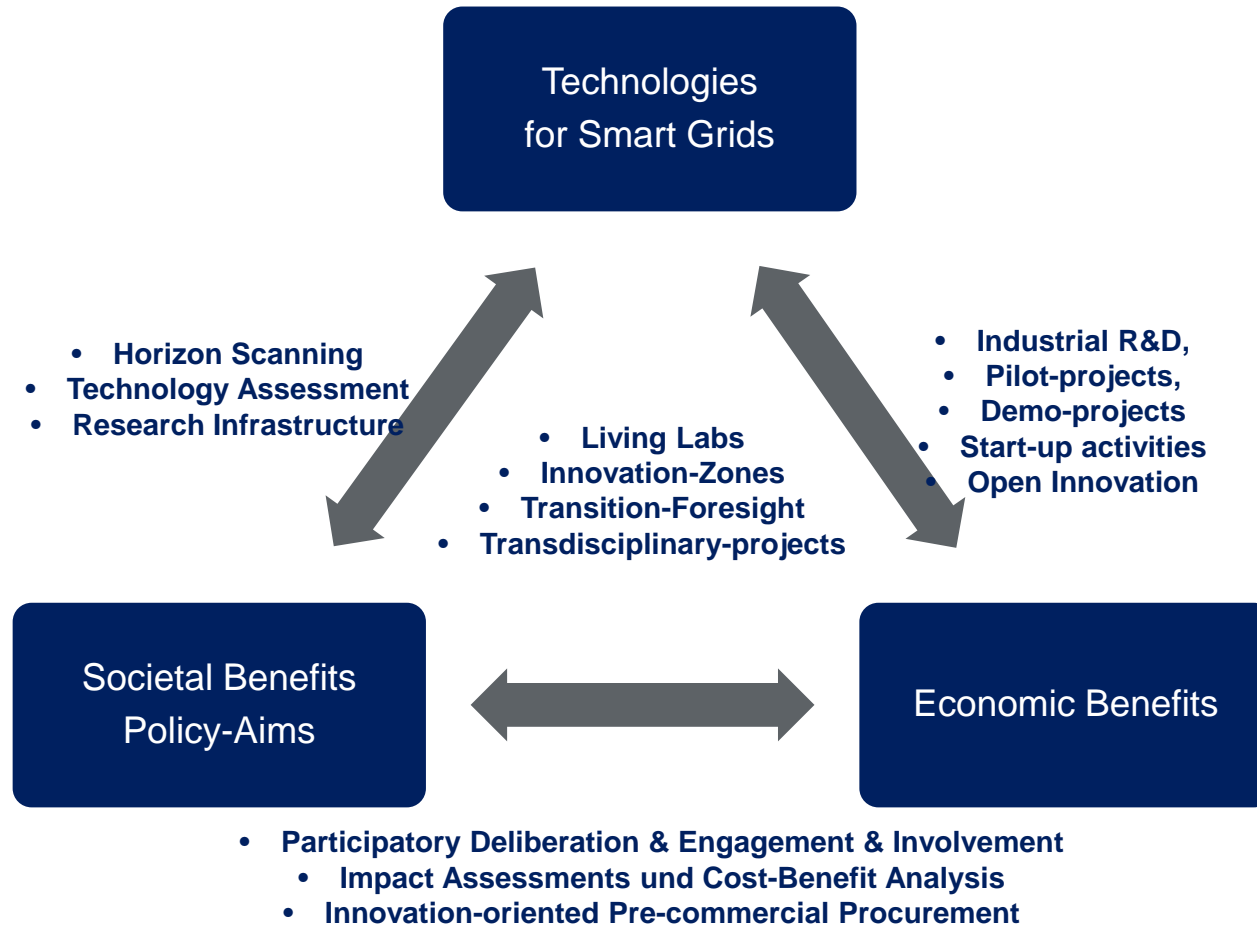 Technologies
for Smart Grids
• Horizon Scanning
• Technology Assessment
• Research Infrastructure
• Industrial R&D,
• Pilot-projects,
• Demo-projects
• Start-up activities
• Open Innovation
• Living Labs
• Innovation-Zones
• Transition-Foresight
• Transdisciplinary-projects
Societal Benefits
Policy-Aims
Economic Benefits
• Participatory Deliberation & Engagement & Involvement
• Impact Assessments und Cost-Benefit Analysis
• Innovation-oriented Pre-commercial Procurement